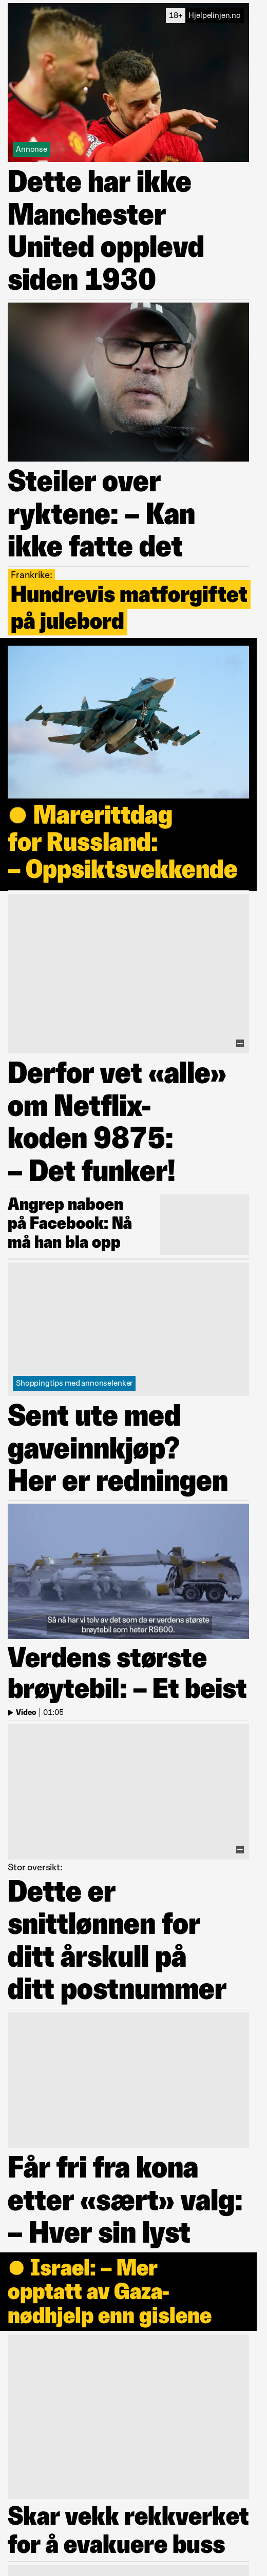 18+ Hjelpelinjen.no
Annonse
Dette har ikke
Manchester
United opplevd
siden 1930
Steiler over
ryktene: – Kan
ikke fatte det
Frankrike:
Hundrevis matforgiftet
på julebord
Marerittdag
for Russland:
– Oppsiktsvekkende
Derfor vet «alle»
om Netflix-
koden 9875:
– Det funker!
Angrep naboen
på Facebook: Nå
må han bla opp
Shoppingtips med annonselenker
Sent ute med
gaveinnkjøp?
Her er redningen
Så nå har vi tolv av det som da er verdens største
brøytebil som heter RS600.
Verdens største
brøytebil: – Et beist
Video | 01:05
Stor oversikt:
Dette er
snittlønnen for
ditt årskull på
ditt postnummer
Får fri fra kona
etter «sært» valg:
– Hver sin lyst
Israel: – Mer
opptatt av Gaza-
nødhjelp enn gislene
Skar vekk rekkverket
for å evakuere buss